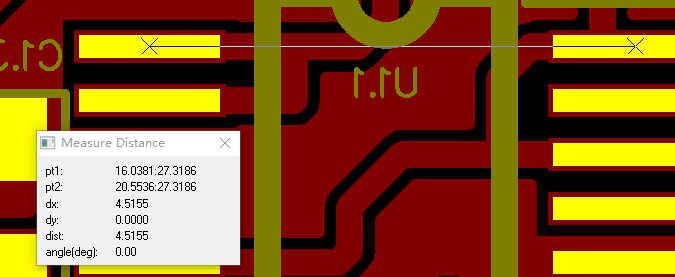 C1.
U1.1
Measure Distance
pt1: 16.0381:27.3186
pt2: 20.5536:27.3186
dx: 4.5155
dy: 0.0000
dist: 4.5155
angle(deg): 0.00